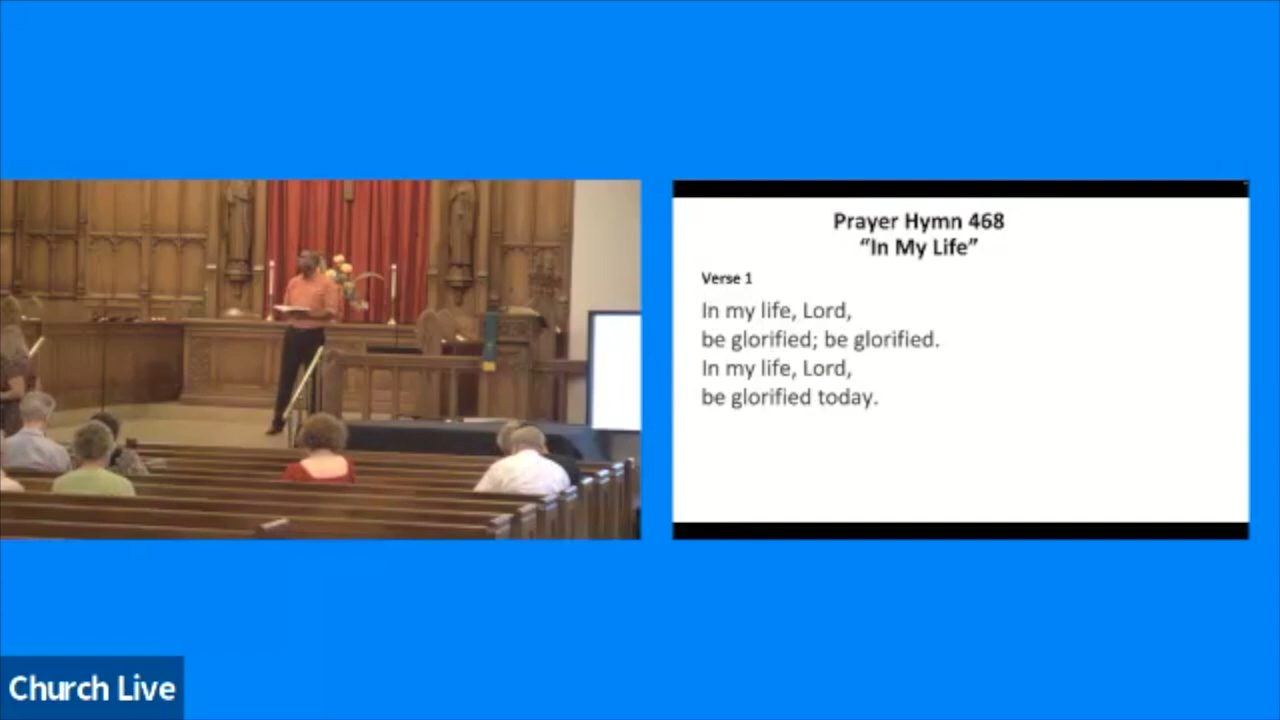 Prayer Hymn 468
“In My Life”
Verse 1
In my life, Lord,
be glorified; be glorified.
In my life, Lord,
be glorified today.
Church Live